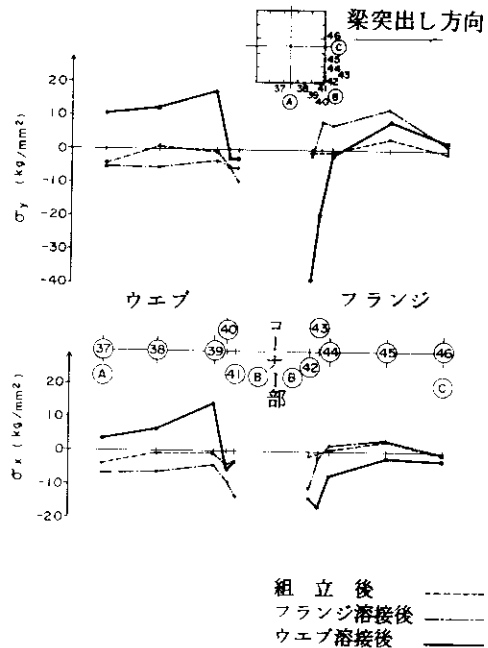 梁突出し方向
46
C
45
44
43
42
41
37 38 39 40
A
B
20
10
0
-10
-20
-30
-40
σy (kg/mm²)
ウエブ
フランジ
コーナー部
37 38 39 40 41
42 43 44 45 46
A B B C
20
10
0
-10
-20
σx (kg/mm²)
組立後
フランジ溶接後
ウエブ溶接後